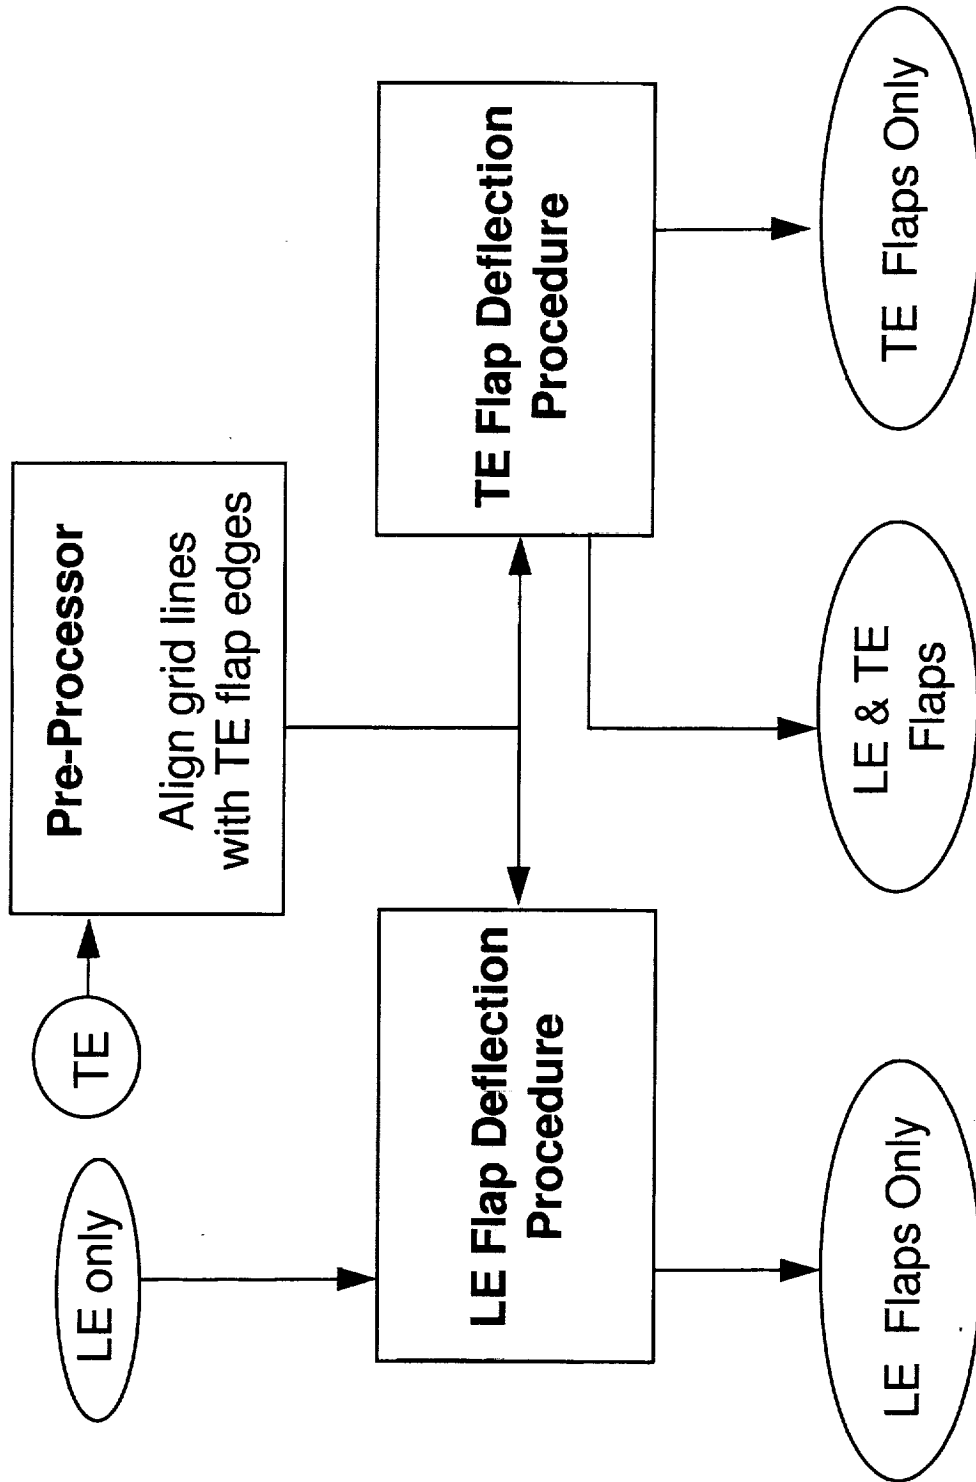 LE only
TE
Pre-Processor
Align grid lines
with TE flap edges
LE Flap Deflection
Procedure
TE Flap Deflection
Procedure
LE Flaps Only
LE & TE
Flaps
TE Flaps Only